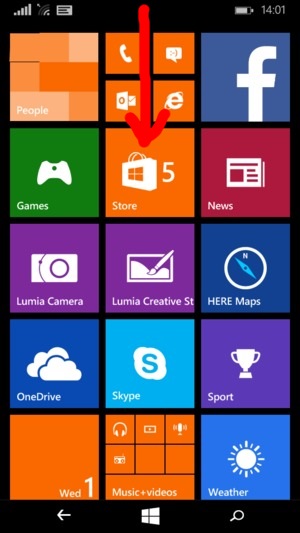 14:01
People
Games
Store
5
News
Lumia Camera
Lumia Creative St
HERE Maps
OneDrive
Skype
Sport
Wed 1
Music+videos
Weather